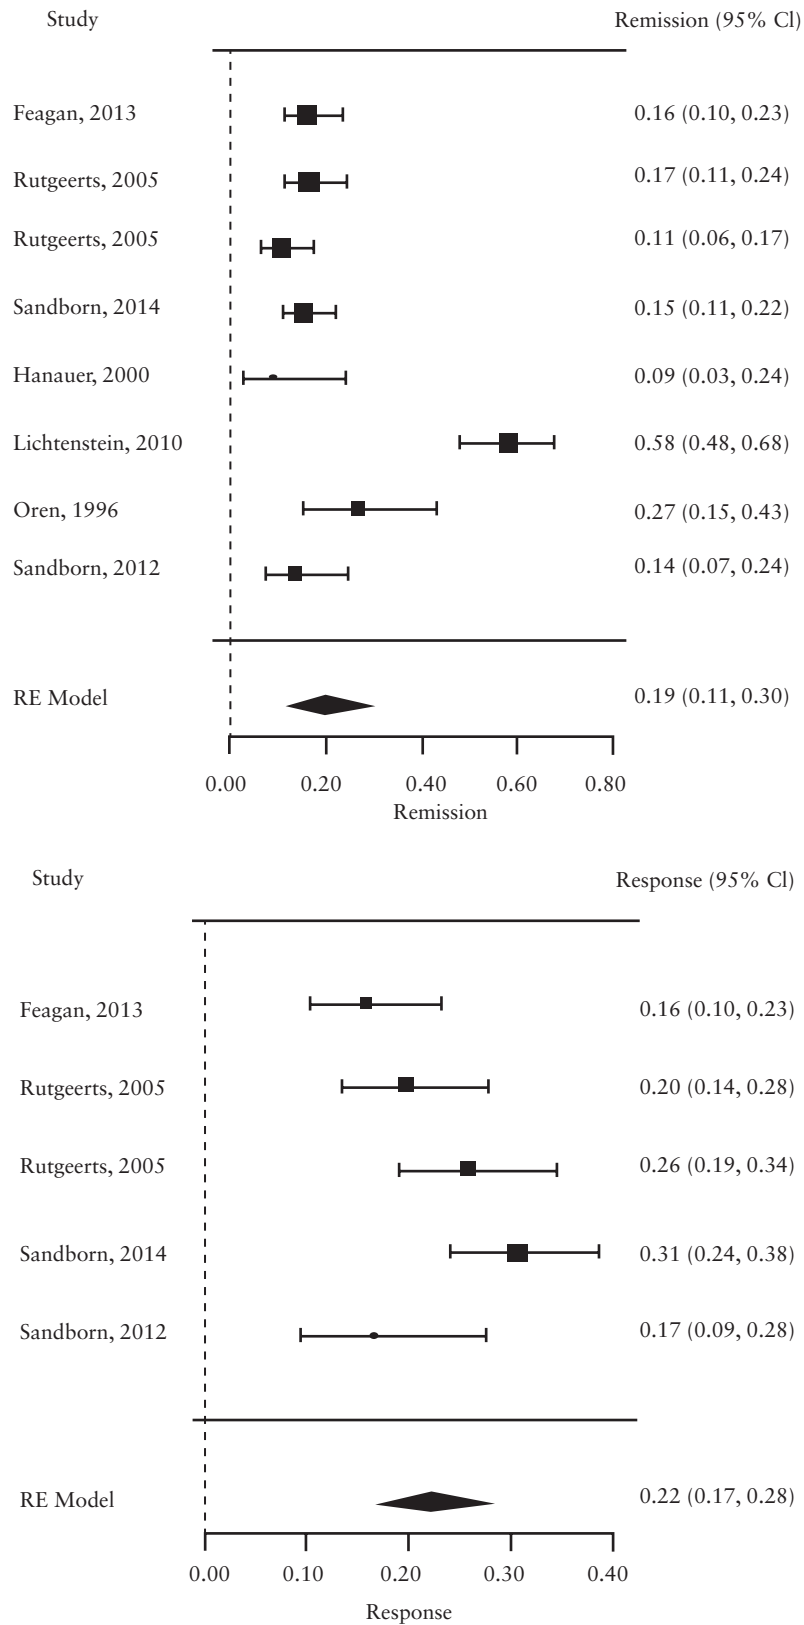 Study Remission (95% Cl)
Feagan, 2013 0.16 (0.10, 0.23)
Rutgeerts, 2005 0.17 (0.11, 0.24)
Rutgeerts, 2005 0.11 (0.06, 0.17)
Sandborn, 2014 0.15 (0.11, 0.22)
Hanauer, 2000 0.09 (0.03, 0.24)
Lichtenstein, 2010 0.58 (0.48, 0.68)
Oren, 1996 0.27 (0.15, 0.43)
Sandborn, 2012 0.14 (0.07, 0.24)
RE Model 0.19 (0.11, 0.30)
0.00 0.20 0.40 0.60 0.80
Remission
Study Response (95% Cl)
Feagan, 2013 0.16 (0.10, 0.23)
Rutgeerts, 2005 0.20 (0.14, 0.28)
Rutgeerts, 2005 0.26 (0.19, 0.34)
Sandborn, 2014 0.31 (0.24, 0.38)
Sandborn, 2012 0.17 (0.09, 0.28)
RE Model 0.22 (0.17, 0.28)
0.00 0.10 0.20 0.30 0.40
Response